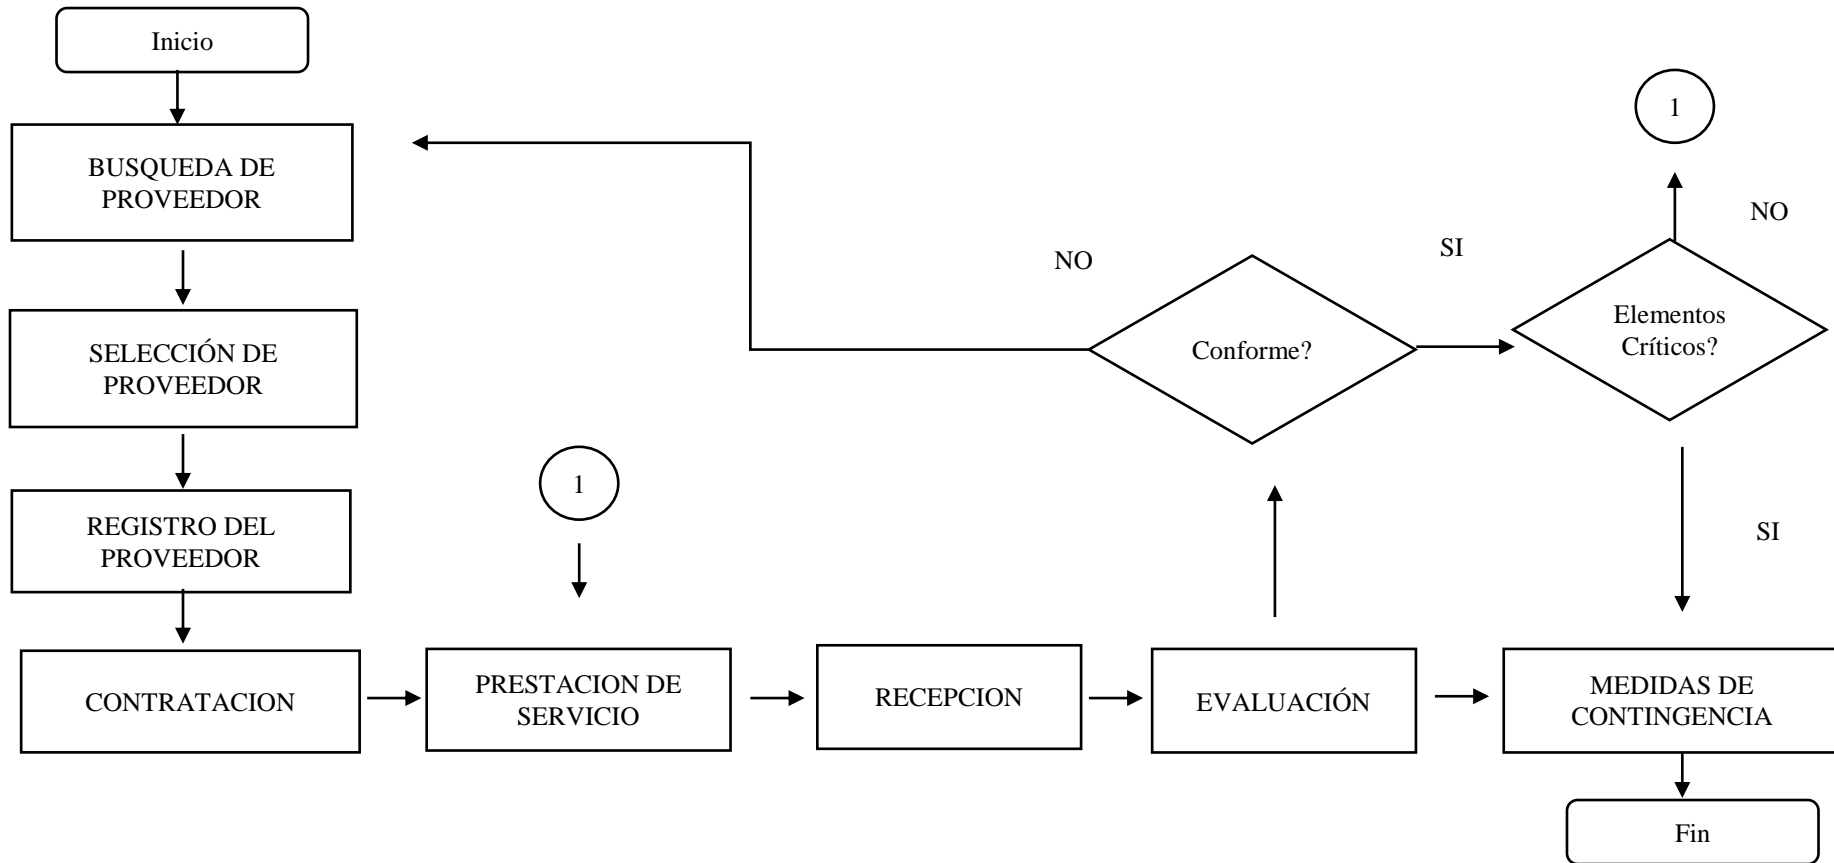 Inicio
BUSQUEDA DE
PROVEEDOR
SELECCIÓN DE
PROVEEDOR
REGISTRO DEL
PROVEEDOR
CONTRATACION
1
PRESTACION DE
SERVICIO
RECEPCION
EVALUACIÓN
NO
Conforme?
SI
1
NO
Elementos
Críticos?
SI
MEDIDAS DE
CONTINGENCIA
Fin